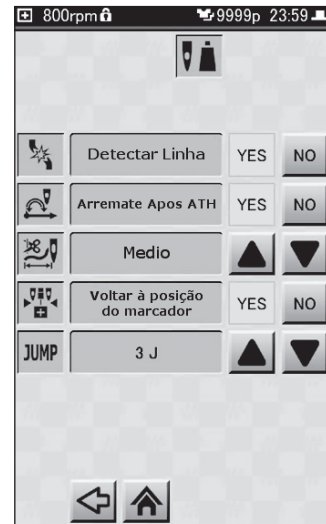 800rpm 9999p 23:59
Detectar Linha YES NO
Arremate Apos ATH YES NO
Medio
Voltar à posição
do marcador YES NO
JUMP 3 J